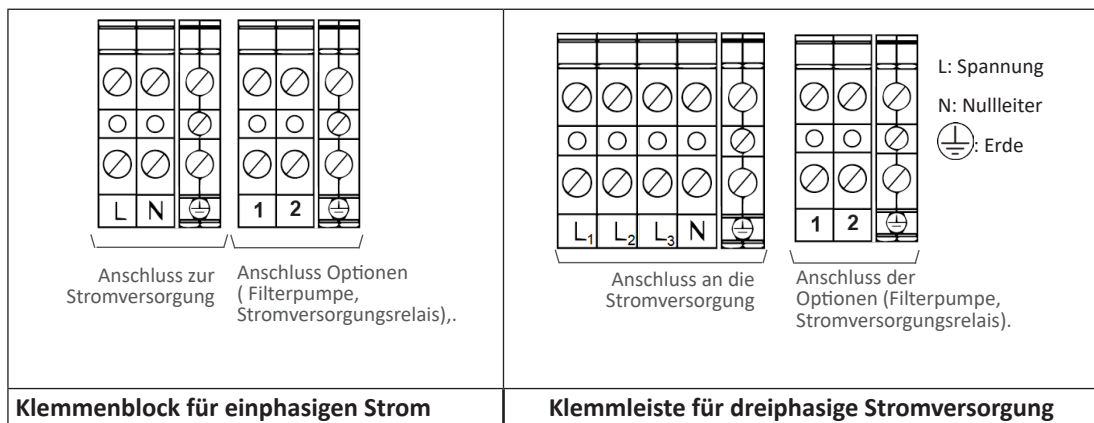 L N 1 2
Anschluss zur
Stromversorgung
Anschluss Optionen
( Filterpumpe,
Stromversorgungsrelais),.
Klemmenblock für einphasigen Strom
L1 L2 L3 N 1 2
Anschluss an die
Stromversorgung
Anschluss der
Optionen (Filterpumpe,
Stromversorgungsrelais).
L: Spannung
N: Nullleiter
: Erde
Klemmleiste für dreiphasige Stromversorgung